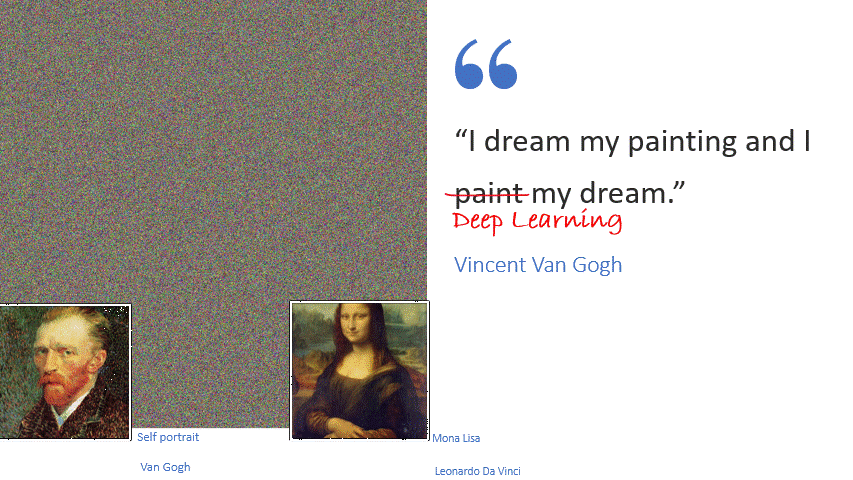 “I dream my painting and I
paint my dream.”
Deep Learning
Vincent Van Gogh
Self portrait
Van Gogh
Mona Lisa
Leonardo Da Vinci